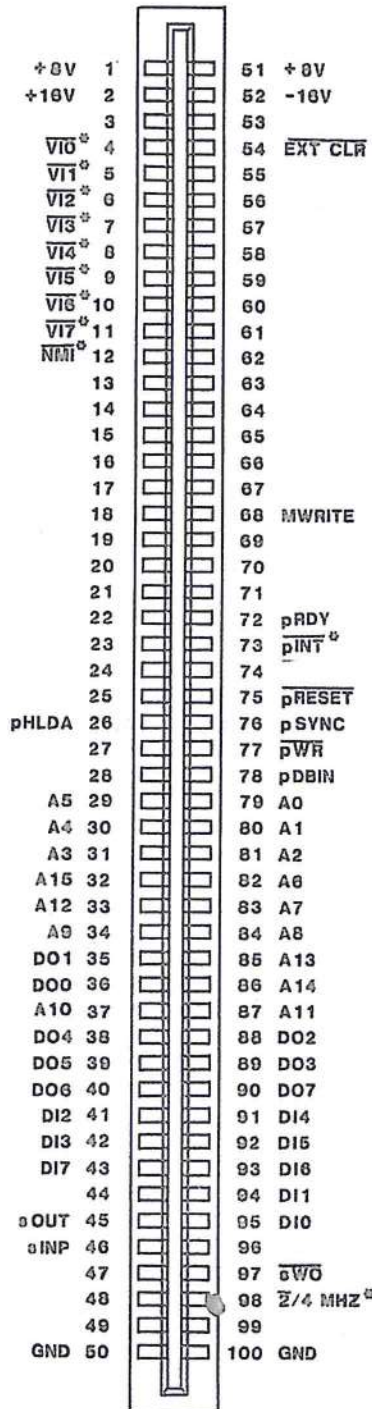 +8V 1 51 +8V
+16V 2 52 -16V
3 53
VI0* 4 54 EXT CLR
VI1* 5 55
VI2* 6 56
VI3* 7 57
VI4* 8 58
VI5* 9 59
VI6* 10 60
VI7* 11 61
NMI* 12 62
13 63
14 64
15 65
16 66
17 67
18 68 MWRITE
19 69
20 70
21 71
22 72 pRDY
23 73 pINT*
24 74
25 75 pRESET
pHLDA 26 76 pSYNC
27 77 pWR
28 78 pDBIN
A5 29 79 A0
A4 30 80 A1
A3 31 81 A2
A15 32 82 A6
A12 33 83 A7
A9 34 84 A8
DO1 35 85 A13
DO0 36 86 A14
A10 37 87 A11
DO4 38 88 DO2
DO5 39 89 DO3
DO6 40 90 DO7
DI2 41 91 DI4
DI3 42 92 DI5
DI7 43 93 DI6
44 94 DI1
sOUT 45 95 DI0
sINP 46 96
47 97 sWO
48 98 2/4 MHZ*
49 99
GND 50 100 GND